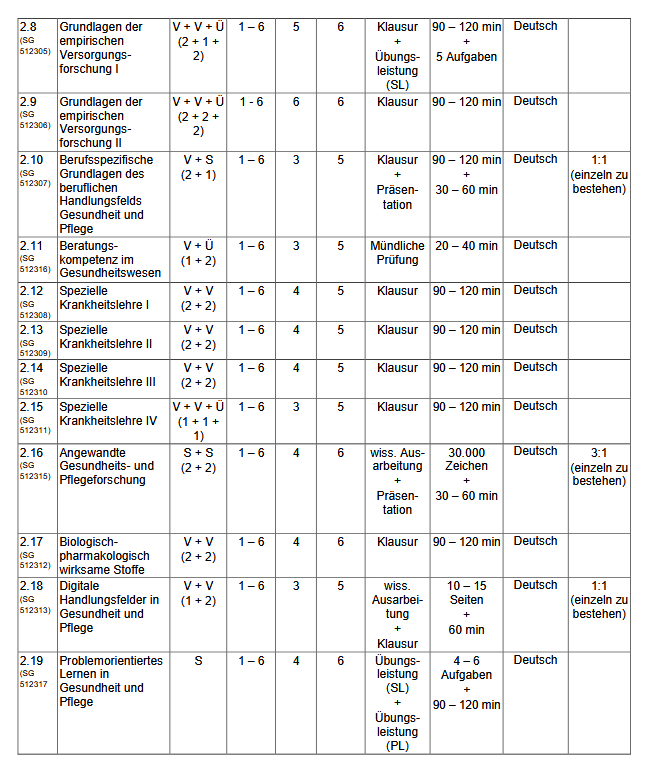 2.8 Grundlagen der V + V + Ü 1 – 6 5 6 Klausur 90 – 120 min Deutsch
(SG empirischen (2 + 1 + + +
512305) Versorgungs- 2) Übungs- 5 Aufgaben
forschung I leistung
(SL)
2.9 Grundlagen der V + V + Ü 1 - 6 6 6 Klausur 90 – 120 min Deutsch
(SG empirischen (2 + 2 +
512306) Versorgungs- 2)
forschung II
2.10 Berufsspezifische V + S 1 – 6 3 5 Klausur 90 – 120 min Deutsch 1:1
(SG Grundlagen des (2 + 1) + + (einzeln zu
512307) beruflichen Präsen- 30 – 60 min bestehen)
Handlungsfelds tation
Gesundheit und
Pflege
2.11 Beratungs- V + Ü 1 – 6 3 5 Mündliche 20 – 40 min Deutsch
(SG kompetenz im (1 + 2) Prüfung
512316) Gesundheitswesen
2.12 Spezielle V + V 1 – 6 4 5 Klausur 90 – 120 min Deutsch
(SG Krankheitslehre I (2 + 2)
512308)
2.13 Spezielle V + V 1 – 6 4 5 Klausur 90 – 120 min Deutsch
(SG Krankheitslehre II (2 + 2)
512309)
2.14 Spezielle V + V 1 – 6 4 5 Klausur 90 – 120 min Deutsch
(SG Krankheitslehre III (2 + 2)
512310
2.15 Spezielle V + V + Ü 1 – 6 3 5 Klausur 90 – 120 min Deutsch
(SG Krankheitslehre IV (1 + 1 +
512311) 1)
2.16 Angewandte S + S 1 – 6 4 6 wiss. Aus- 30.000 Deutsch 3:1
(SG Gesundheits- und (2 + 2) arbeitung Zeichen (einzeln zu
512315) Pflegeforschung + + bestehen)
Präsen- 30 – 60 min
tation
2.17 Biologisch- V + V 1 – 6 4 6 Klausur 90 – 120 min Deutsch
(SG pharmakologisch (2 + 2)
512312) wirksame Stoffe
2.18 Digitale V + V 1 – 6 3 5 wiss. 10 – 15 Deutsch 1:1
(SG Handlungsfelder in (1 + 2) Ausarbei- Seiten (einzeln zu
512313) Gesundheit und tung + bestehen)
Pflege + 60 min
Klausur
2.19 Problemorientiertes S 1 – 6 4 6 Übungs- 4 – 6 Deutsch
(SG Lernen in leistung Aufgaben
512317 Gesundheit und (SL) +
Pflege + 90 – 120 min
Übungs-
leistung
(PL)